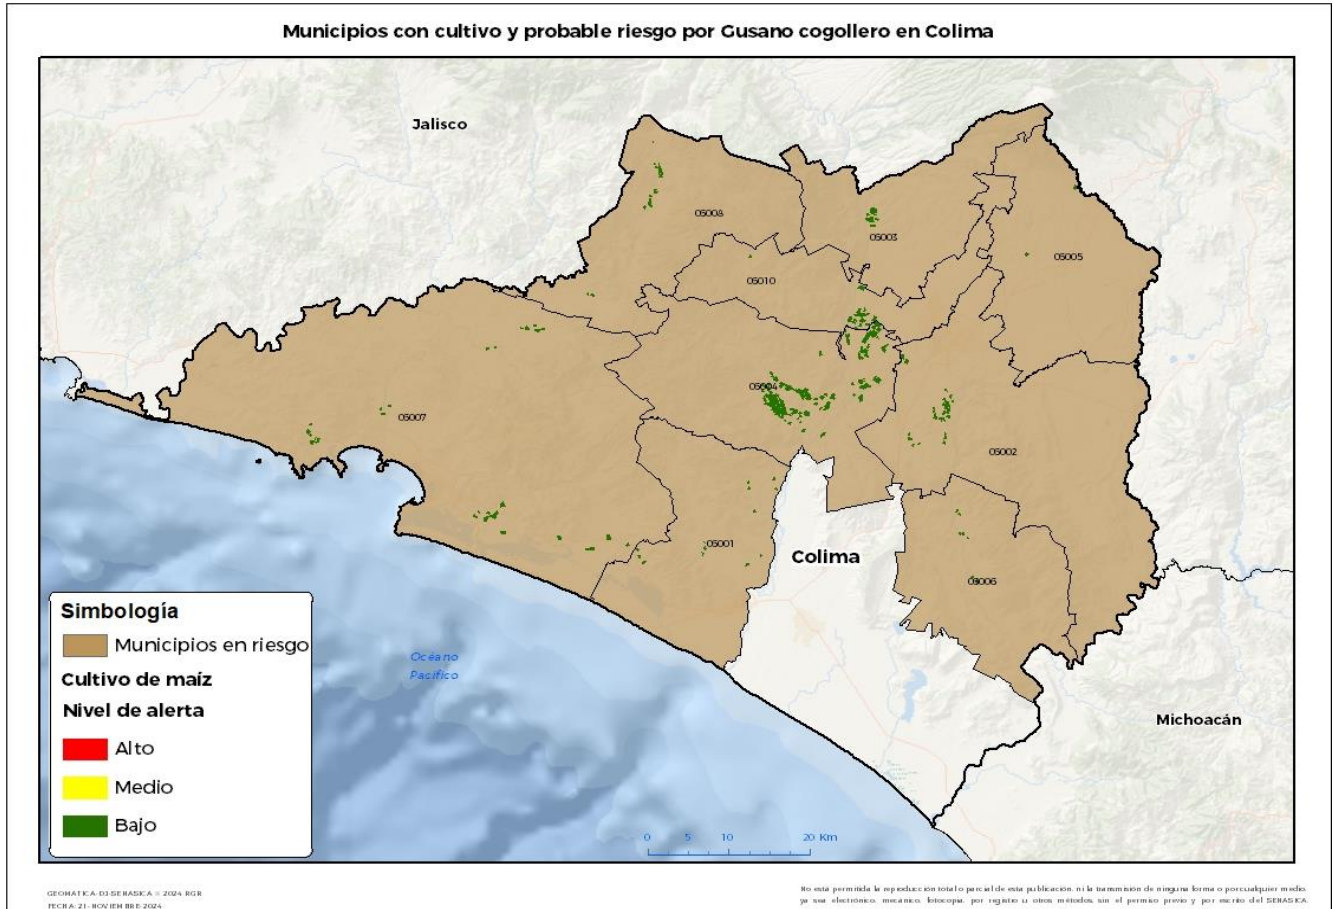 Municipios con cultivo y probable riesgo por Gusano cogollero en Colima
Jalisco
05008
05003
05005
05010
05004
05007
05002
05001
Colima
05006
Simbología
Municipios en riesgo
Cultivo de maíz
Nivel de alerta
Alto
Medio
Bajo
Océano
Pacífico
Michoacán
0 5 10 20 Km
GEOMATICA-DJ-SENASICA © 2024 RGR
FECHA: 21- NOVIEMBRE-2024
No está permitida la reproducción total o parcial de esta publicación, ni la transmisión de ninguna forma o por cualquier medio,
ya sea electrónico, mecánico, fotocopia, por registro u otros métodos, sin el permiso previo y por escrito del SENASICA